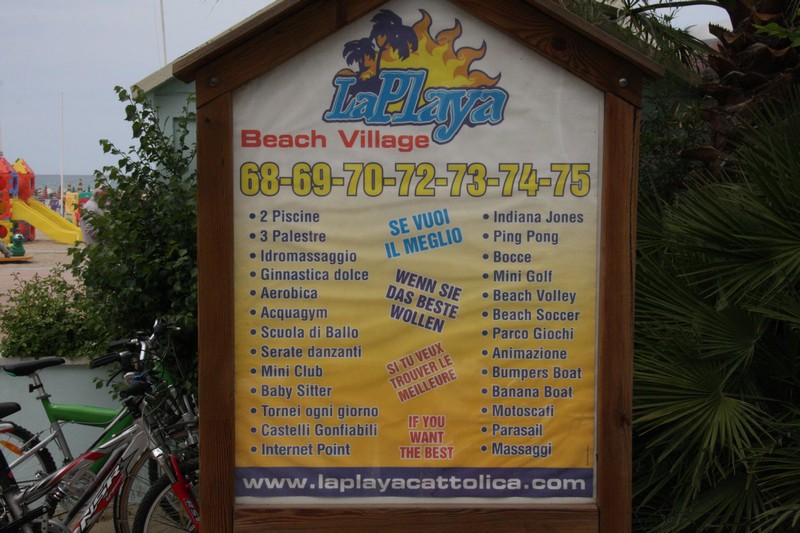 LaPlaya
Beach Village
68-69-70-72-73-74-75
• 2 Piscine
• 3 Palestre
• Idromassaggio
• Ginnastica dolce
• Aerobica
• Acquagym
• Scuola di Ballo
• Serate danzanti
• Mini Club
• Baby Sitter
• Tornei ogni giorno
• Castelli Gonfiabili
• Internet Point
SE VUOI
IL MEGLIO
WENN SIE
DAS BESTE
WOLLEN
SI TU VEUX
TROUVER LE
MEILLEURE
IF YOU
WANT
THE BEST
• Indiana Jones
• Ping Pong
• Bocce
• Mini Golf
• Beach Volley
• Beach Soccer
• Parco Giochi
• Animazione
• Bumpers Boat
• Banana Boat
• Motoscafi
• Parasail
• Massaggi
www.laplayacattolica.com